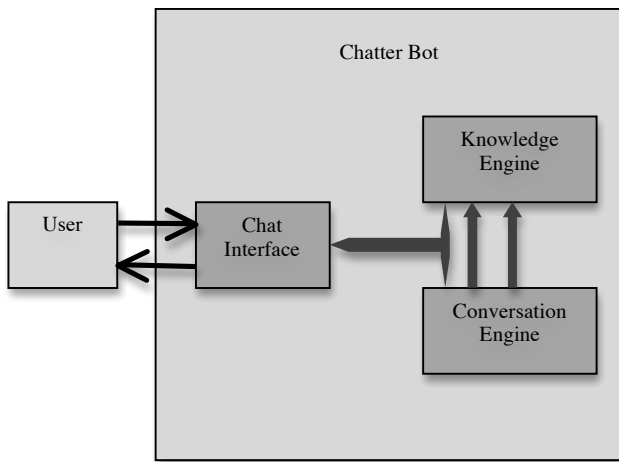 Chatter Bot
Knowledge
Engine
User
Chat
Interface
Conversation
Engine